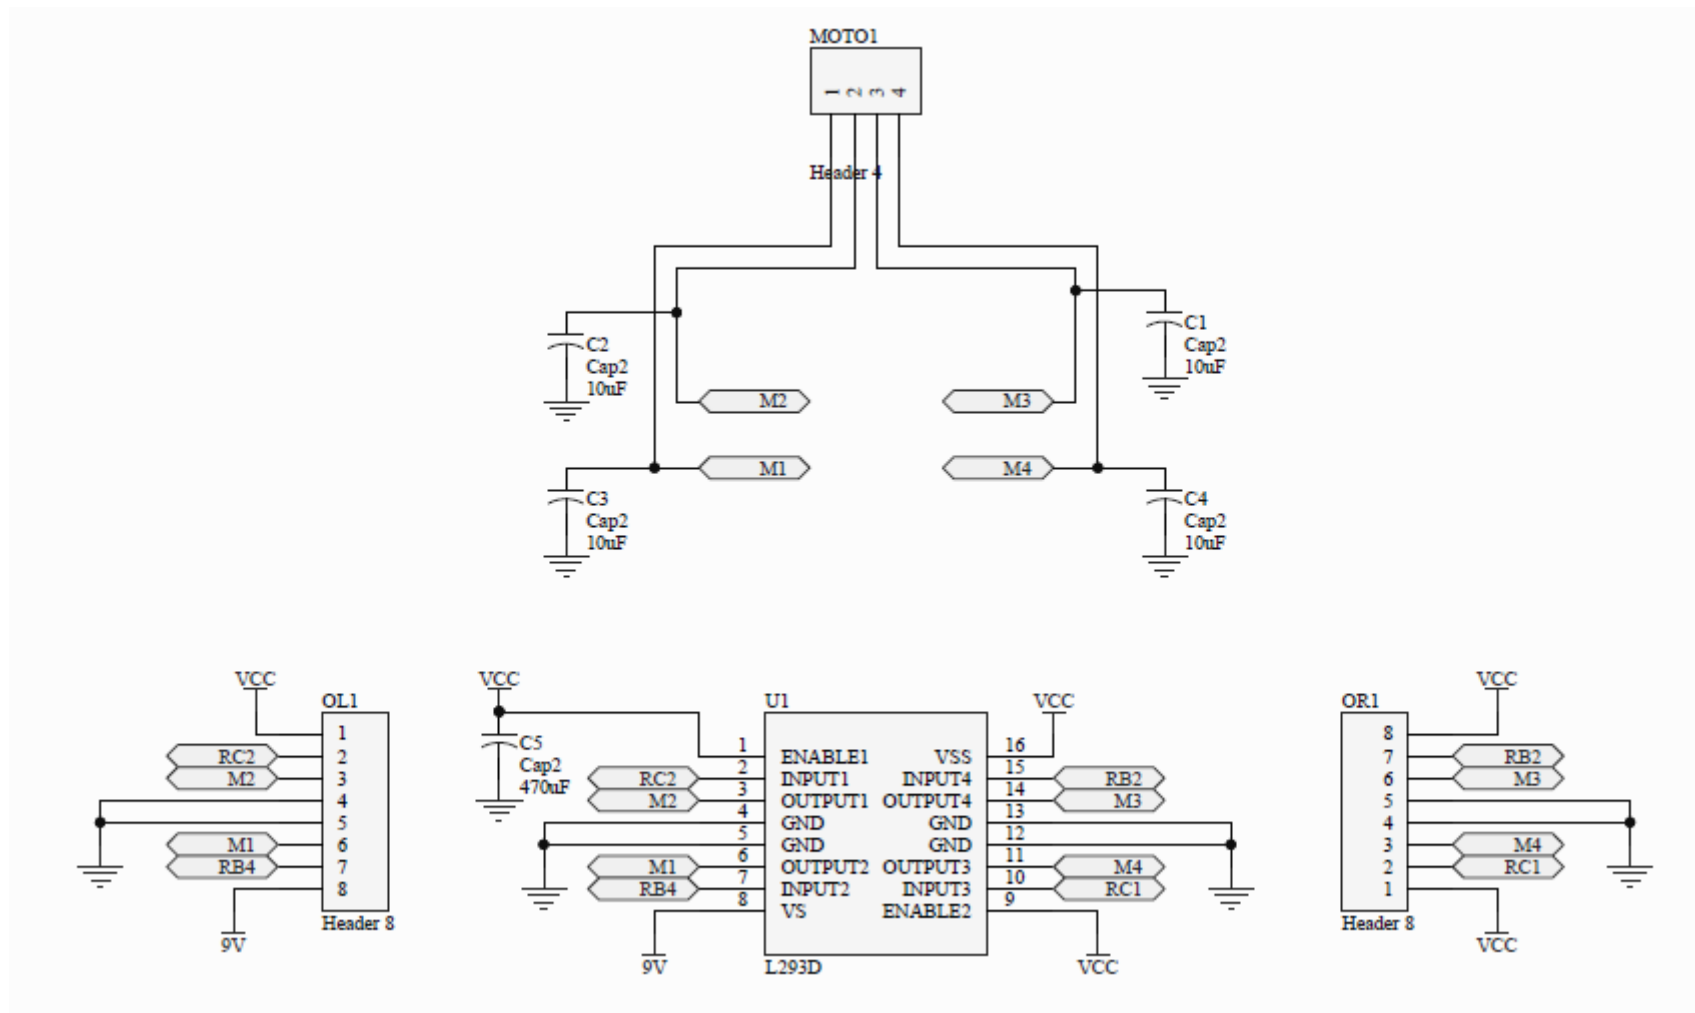 MOTO1
1 2 3 4
Header 4
C2
Cap2
10uF
C1
Cap2
10uF
M2
M3
M1
M4
C3
Cap2
10uF
C4
Cap2
10uF
VCC
OL1
1
RC2 2
M2 3
4
5
M1 6
RB4 7
8
9V
Header 8
VCC
C5
Cap2
470uF
U1
VCC
1 ENABLE1 VSS 16
RC2 2 INPUT1 INPUT4 15 RB2
M2 3 OUTPUT1 OUTPUT4 14 M3
4 GND GND 13
5 GND GND 12
M1 6 OUTPUT2 OUTPUT3 11 M4
RB4 7 INPUT2 INPUT3 10 RC1
8 VS ENABLE2 9
9V
L293D
VCC
VCC
OR1
8
7 RB2
6 M3
5
4
3 M4
2 RC1
1
Header 8
VCC